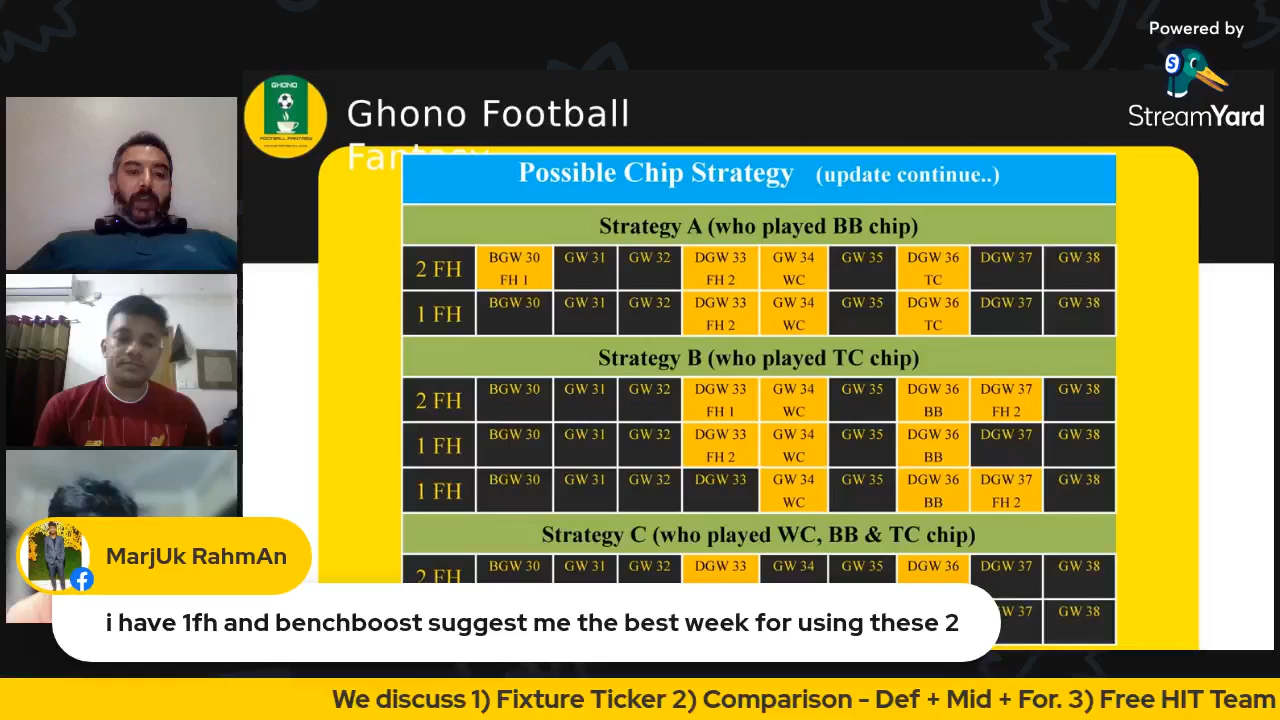 Powered by
StreamYard
GHONO
FOOTBALL FANTASY
Ghono Football
Fantasy
Possible Chip Strategy (update continue..)
Strategy A (who played BB chip)
2 FH BGW 30 FH 1 GW 31 GW 32 DGW 33 FH 2 GW 34 WC GW 35 DGW 36 TC DGW 37 GW 38
1 FH BGW 30 GW 31 GW 32 DGW 33 FH 2 GW 34 WC GW 35 DGW 36 TC DGW 37 GW 38
Strategy B (who played TC chip)
2 FH BGW 30 GW 31 GW 32 DGW 33 FH 1 GW 34 WC GW 35 DGW 36 BB DGW 37 FH 2 GW 38
1 FH BGW 30 GW 31 GW 32 DGW 33 FH 2 GW 34 WC GW 35 DGW 36 BB DGW 37 GW 38
1 FH BGW 30 GW 31 GW 32 DGW 33 GW 34 WC GW 35 DGW 36 BB DGW 37 FH 2 GW 38
Strategy C (who played WC, BB & TC chip)
2 FH BGW 30 GW 31 GW 32 DGW 33 GW 34 GW 35 DGW 36 DGW 37 GW 38
W 37 GW 38
MarjUk RahmAn
i have 1fh and benchboost suggest me the best week for using these 2
We discuss 1) Fixture Ticker 2) Comparison - Def + Mid + For. 3) Free HIT Team